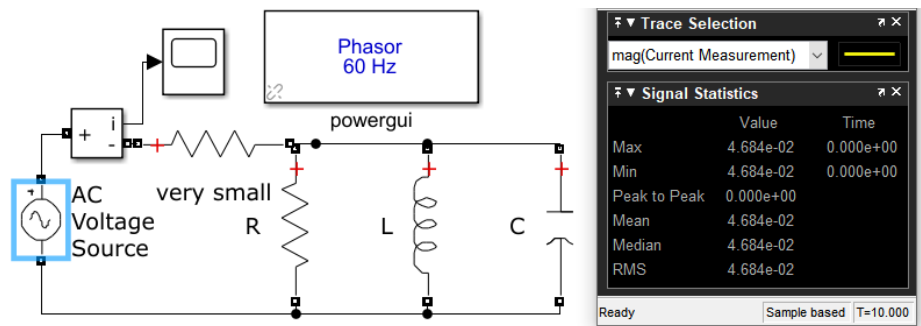 i
+
-
Phasor
60 Hz
powergui
very small
AC
Voltage
Source
+
R
L
C
Trace Selection
mag(Current Measurement)
Signal Statistics
Value Time
Max 4.684e-02 0.000e+00
Min 4.684e-02 0.000e+00
Peak to Peak 0.000e+00
Mean 4.684e-02
Median 4.684e-02
RMS 4.684e-02
Ready Sample based T=10.000